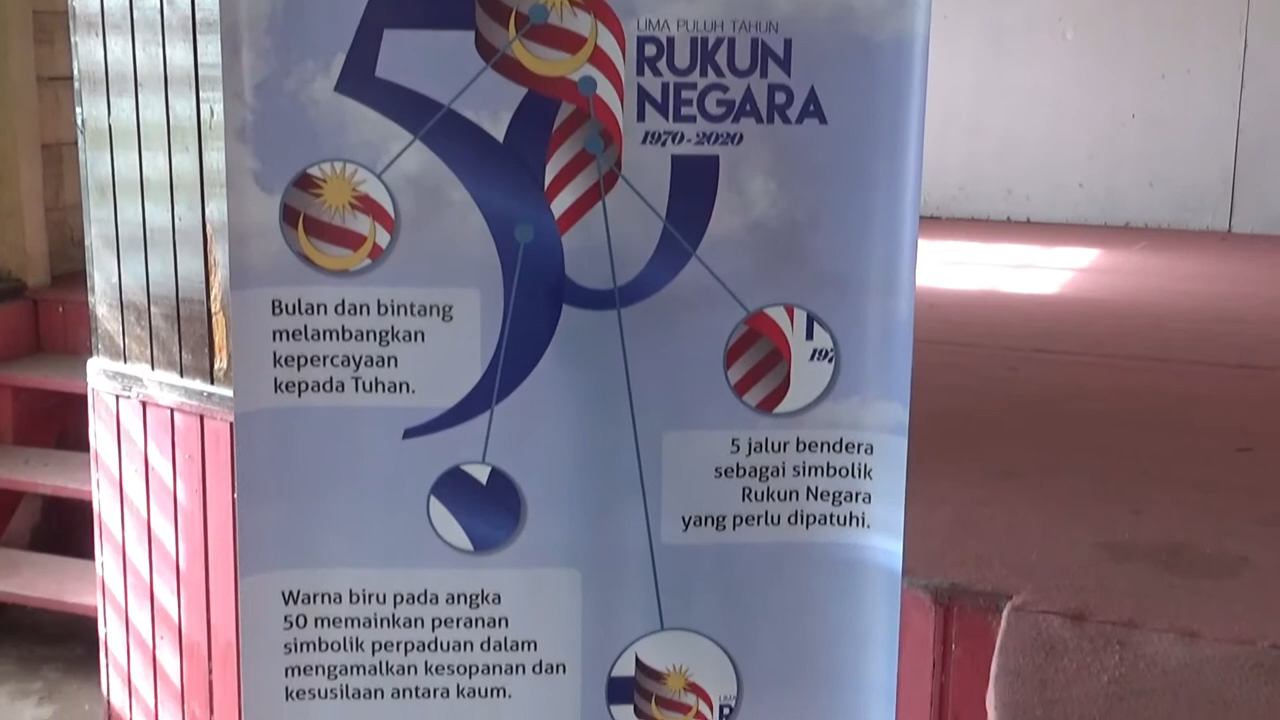 LIMA PULUH TAHUN
RUKUN
NEGARA
1970-2020
Bulan dan bintang
melambangkan
kepercayaan
kepada Tuhan.
197
5 jalur bendera
sebagai simbolik
Rukun Negara
yang perlu dipatuhi.
Warna biru pada angka
50 memainkan peranan
simbolik perpaduan dalam
mengamalkan kesopanan dan
kesusilaan antara kaum.